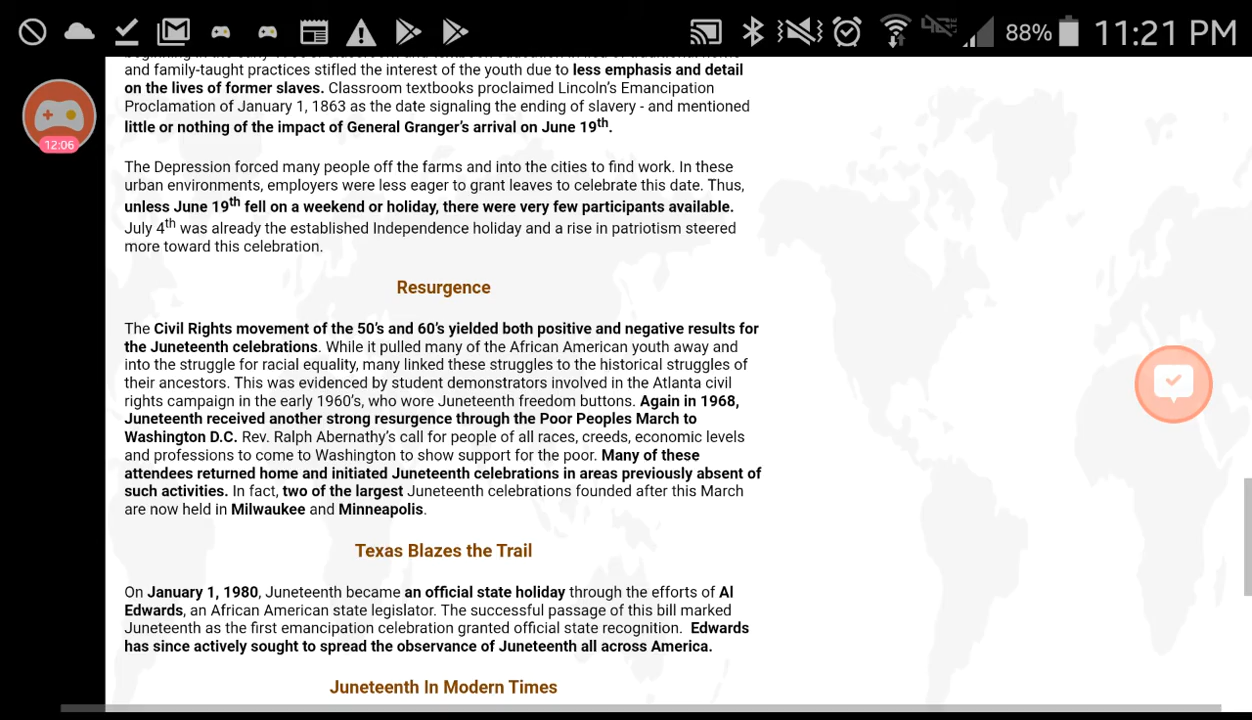 88% 11:21 PM
12:06
and family-taught practices stifled the interest of the youth due to less emphasis and detail
on the lives of former slaves. Classroom textbooks proclaimed Lincoln's Emancipation
Proclamation of January 1, 1863 as the date signaling the ending of slavery - and mentioned
little or nothing of the impact of General Granger's arrival on June 19th.
The Depression forced many people off the farms and into the cities to find work. In these
urban environments, employers were less eager to grant leaves to celebrate this date. Thus,
unless June 19th fell on a weekend or holiday, there were very few participants available.
July 4th was already the established Independence holiday and a rise in patriotism steered
more toward this celebration.
Resurgence
The Civil Rights movement of the 50's and 60's yielded both positive and negative results for
the Juneteenth celebrations. While it pulled many of the African American youth away and
into the struggle for racial equality, many linked these struggles to the historical struggles of
their ancestors. This was evidenced by student demonstrators involved in the Atlanta civil
rights campaign in the early 1960's, who wore Juneteenth freedom buttons. Again in 1968,
Juneteenth received another strong resurgence through the Poor Peoples March to
Washington D.C. Rev. Ralph Abernathy's call for people of all races, creeds, economic levels
and professions to come to Washington to show support for the poor. Many of these
attendees returned home and initiated Juneteenth celebrations in areas previously absent of
such activities. In fact, two of the largest Juneteenth celebrations founded after this March
are now held in Milwaukee and Minneapolis.
Texas Blazes the Trail
On January 1, 1980, Juneteenth became an official state holiday through the efforts of Al
Edwards, an African American state legislator. The successful passage of this bill marked
Juneteenth as the first emancipation celebration granted official state recognition. Edwards
has since actively sought to spread the observance of Juneteenth all across America.
Juneteenth In Modern Times